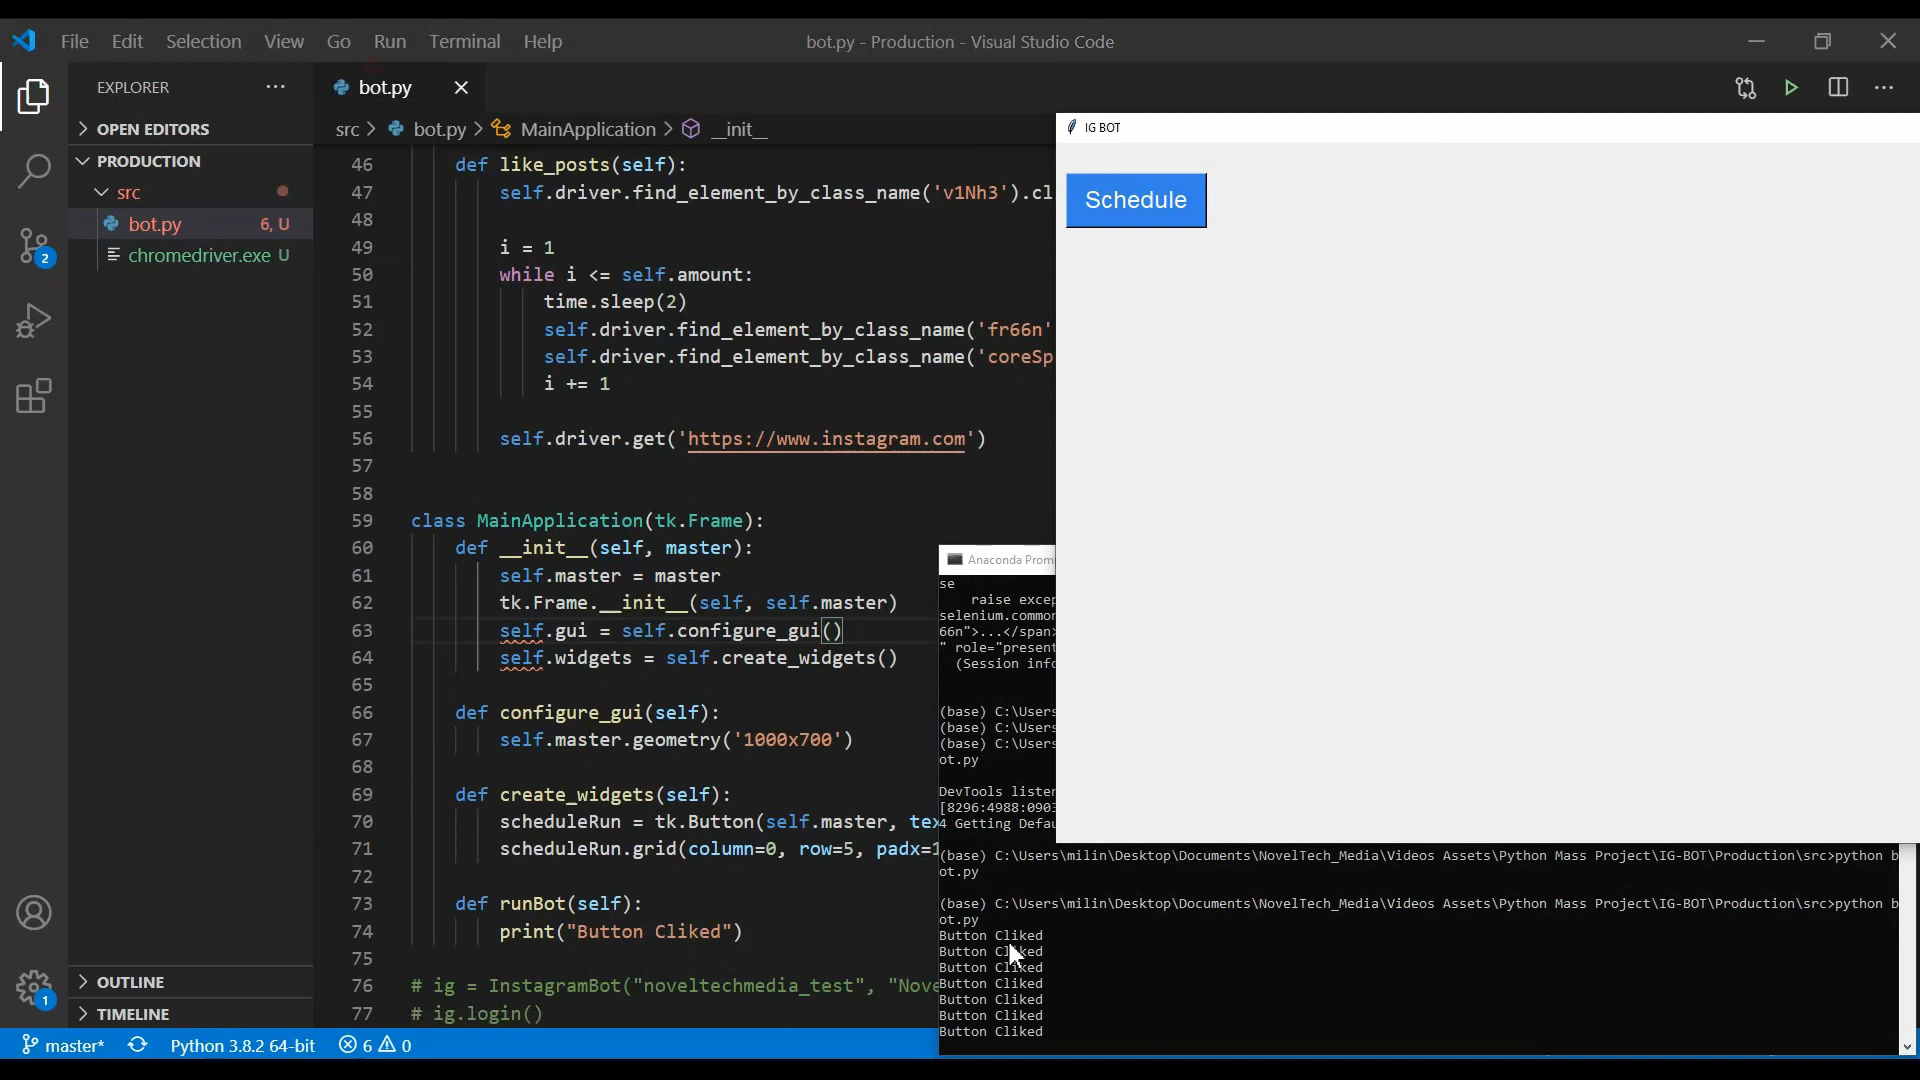 File Edit Selection View Go Run Terminal Help
bot.py - Production - Visual Studio Code
EXPLORER
OPEN EDITORS
PRODUCTION
src
bot.py 6, U
chromedriver.exe U
OUTLINE
TIMELINE
bot.py
src > bot.py > MainApplication > __init__
46 def like_posts(self):
47 self.driver.find_element_by_class_name('v1Nh3').cl
48
49 i = 1
50 while i <= self.amount:
51 time.sleep(2)
52 self.driver.find_element_by_class_name('fr66n'
53 self.driver.find_element_by_class_name('coreSp
54 i += 1
55
56 self.driver.get('https://www.instagram.com')
57
58
59 class MainApplication(tk.Frame):
60 def __init__(self, master):
61 self.master = master
62 tk.Frame.__init__(self, self.master)
63 self.gui = self.configure_gui()
64 self.widgets = self.create_widgets()
65
66 def configure_gui(self):
67 self.master.geometry('1000x700')
68
69 def create_widgets(self):
70 scheduleRun = tk.Button(self.master, tex
71 scheduleRun.grid(column=0, row=5, padx=1
72
73 def runBot(self):
74 print("Button Cliked")
75
76 # ig = InstagramBot("noveltechmedia_test", "Nove
77 # ig.login()
IG BOT
Schedule
Anaconda Prom
se
raise excep
selenium.common
66n">...</span>
" role="present
(Session info
(base) C:\Users
(base) C:\Users
(base) C:\Users
ot.py
DevTools lister
[8296:4988:0903
4 Getting Defau
(base) C:\Users\milin\Desktop\Documents\NovelTech_Media\Videos Assets\Python Mass Project\IG-BOT\Production\src>python b
ot.py
(base) C:\Users\milin\Desktop\Documents\NovelTech_Media\Videos Assets\Python Mass Project\IG-BOT\Production\src>python b
ot.py
Button Cliked
Button Cliked
Button Cliked
Button Cliked
Button Cliked
Button Cliked
Button Cliked
2
1
master* Python 3.8.2 64-bit 6 0